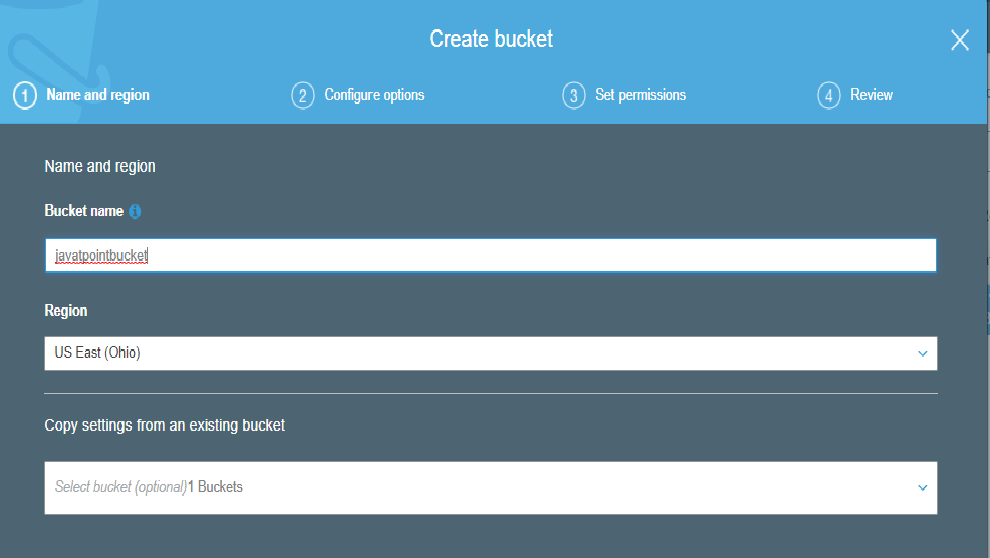 Create bucket
1 Name and region 2 Configure options 3 Set permissions 4 Review
Name and region
Bucket name i
javatpointbucket
Region
US East (Ohio)
Copy settings from an existing bucket
Select bucket (optional)1 Buckets